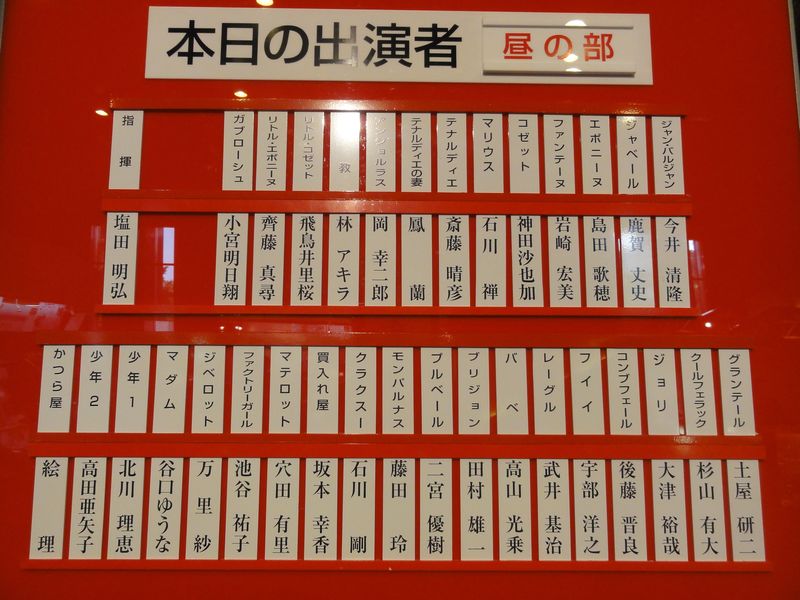 本日の出演者
昼の部
ジャン・バルジャン
今井 清隆
ジャベール
鹿賀 丈史
エポニーヌ
島田 歌穂
ファンテーヌ
岩崎 宏美
コゼット
神田沙也加
マリウス
石川 禅
テナルディエ
斎藤 晴彦
テナルディエの妻
鳳 蘭
アンジョルラス
岡 幸二郎
教
林 アキラ
リトル・コゼット
飛鳥井里桜
リトル・エポニーヌ
齊藤 真尋
ガブローシュ
小宮明日翔
指揮
塩田 明弘
グランテール
土屋 研二
クールフェラック
杉山 有大
ジョリ
大津 裕哉
コンブフェール
後藤 晋良
フイイ
宇部 洋之
レーグル
武井 基治
バベ
高山 光乗
ブリジョン
田村 雄一
プルベール
二宮 優樹
モンパルナス
藤田 玲
クラクスー
石川 剛
買入れ屋
坂本 幸香
マテロット
穴田 有里
ファクトリーガール
池谷 祐子
ジベロット
万里紗
マダム
谷口ゆうな
少年1
北川 理恵
少年2
高田亜矢子
かつら屋
絵理